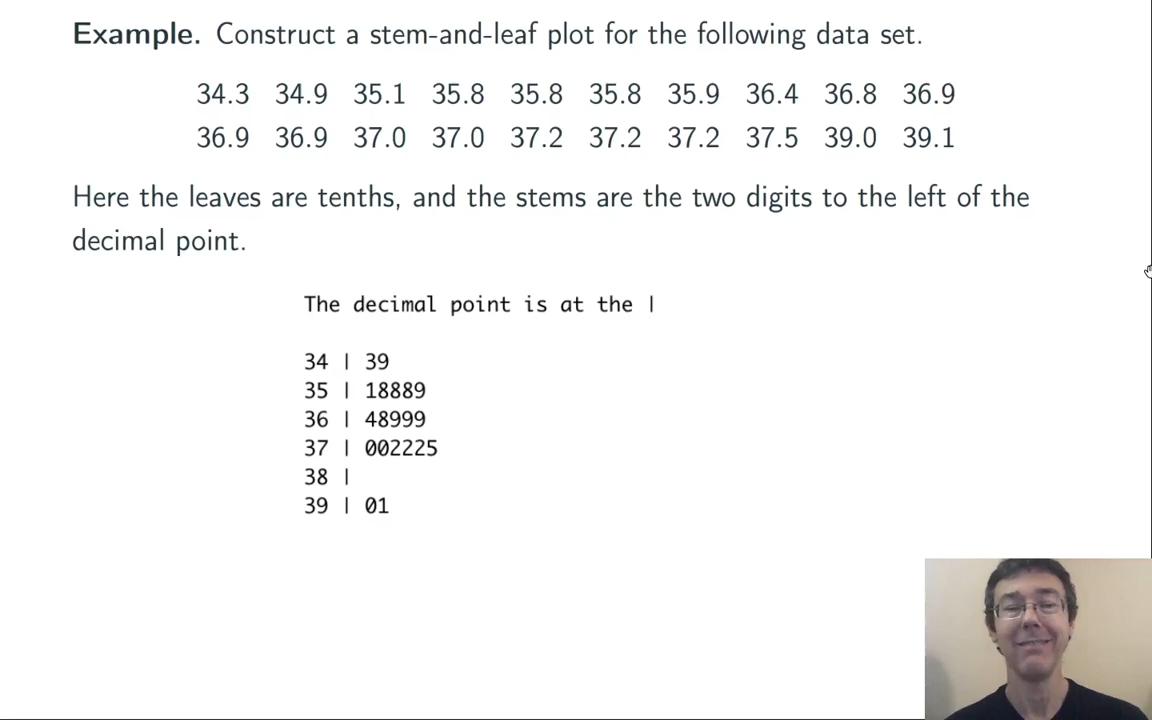 Example. Construct a stem-and-leaf plot for the following data set.
34.3 34.9 35.1 35.8 35.8 35.8 35.9 36.4 36.8 36.9
36.9 36.9 37.0 37.0 37.2 37.2 37.2 37.5 39.0 39.1
Here the leaves are tenths, and the stems are the two digits to the left of the
decimal point.
The decimal point is at the |
34 | 39
35 | 18889
36 | 48999
37 | 002225
38 |
39 | 01